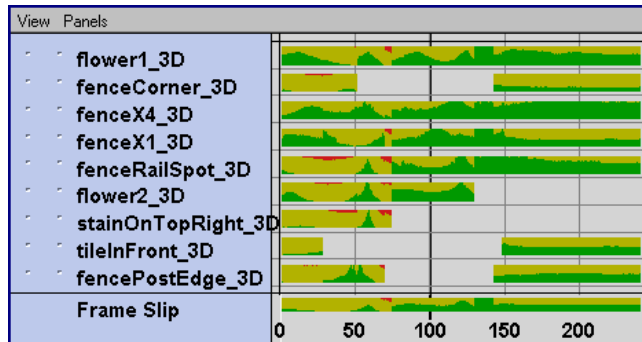 View Panels
flower1_3D
fenceCorner_3D
fenceX4_3D
fenceX1_3D
fenceRailSpot_3D
flower2_3D
stainOnTopRight_3D
tileInFront_3D
fencePostEdge_3D
Frame Slip
0 50 100 150 200